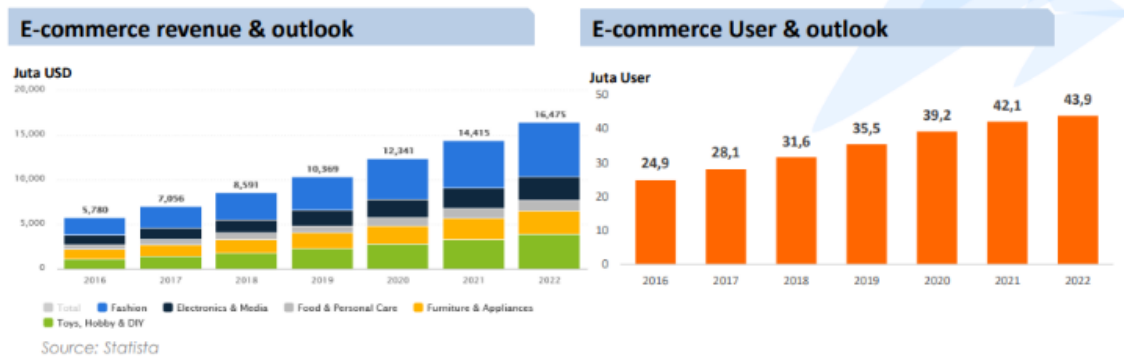 E-commerce revenue & outlook
Juta USD
20,000
15,000
10,000
5,000
0
5,780
7,056
8,591
10,369
12,341
14,415
16,475
2016 2017 2018 2019 2020 2021 2022
Total Fashion Electronics & Media Food & Personal Care Furniture & Appliances
Toys, Hobby & DIY
Source: Statista
E-commerce User & outlook
Juta User
50
40
30
20
10
0
24,9
28,1
31,6
35,5
39,2
42,1
43,9
2016 2017 2018 2019 2020 2021 2022